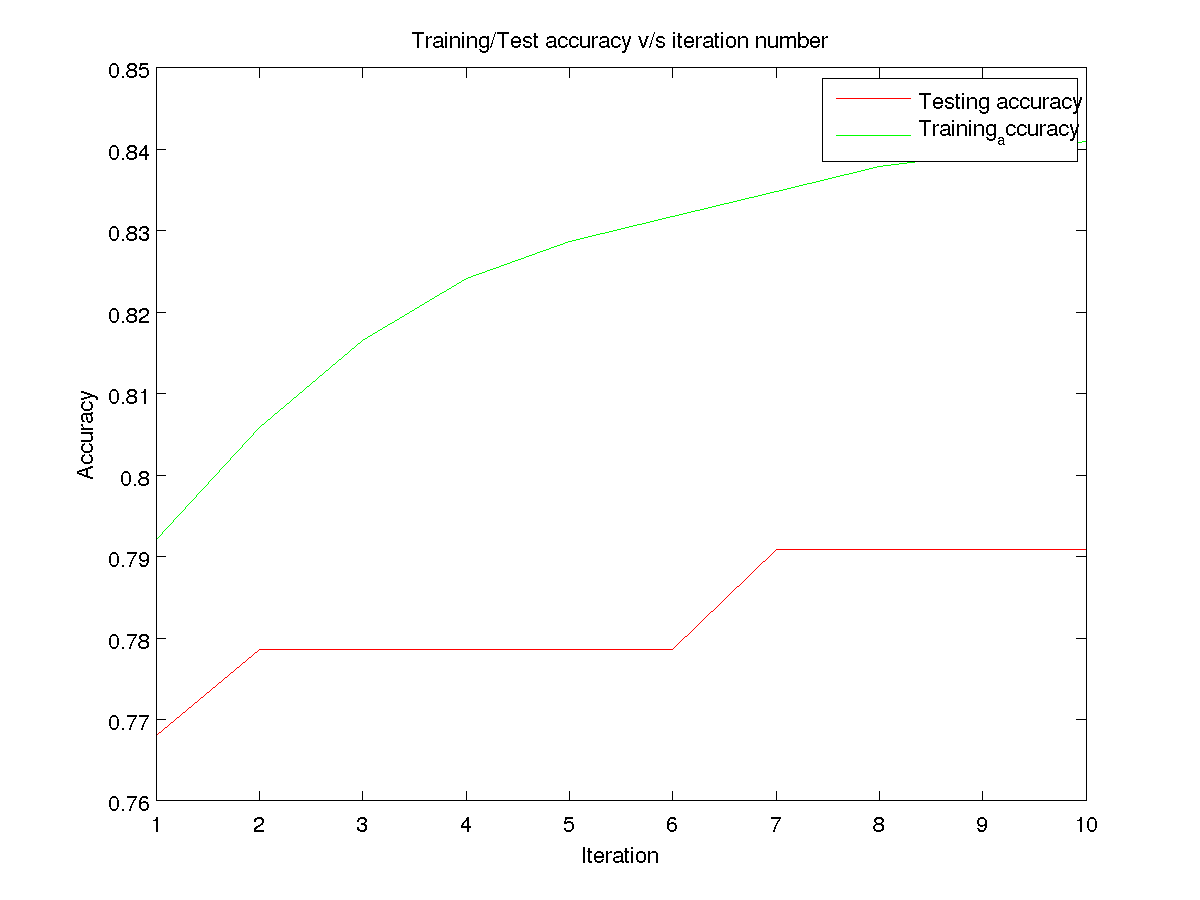 Training/Test accuracy v/s iteration number
0.85
0.84
0.83
0.82
0.81
0.8
0.79
0.78
0.77
0.76
Accuracy
Testing accuracy
Trainingaccuracy
1 2 3 4 5 6 7 8 9 10
Iteration